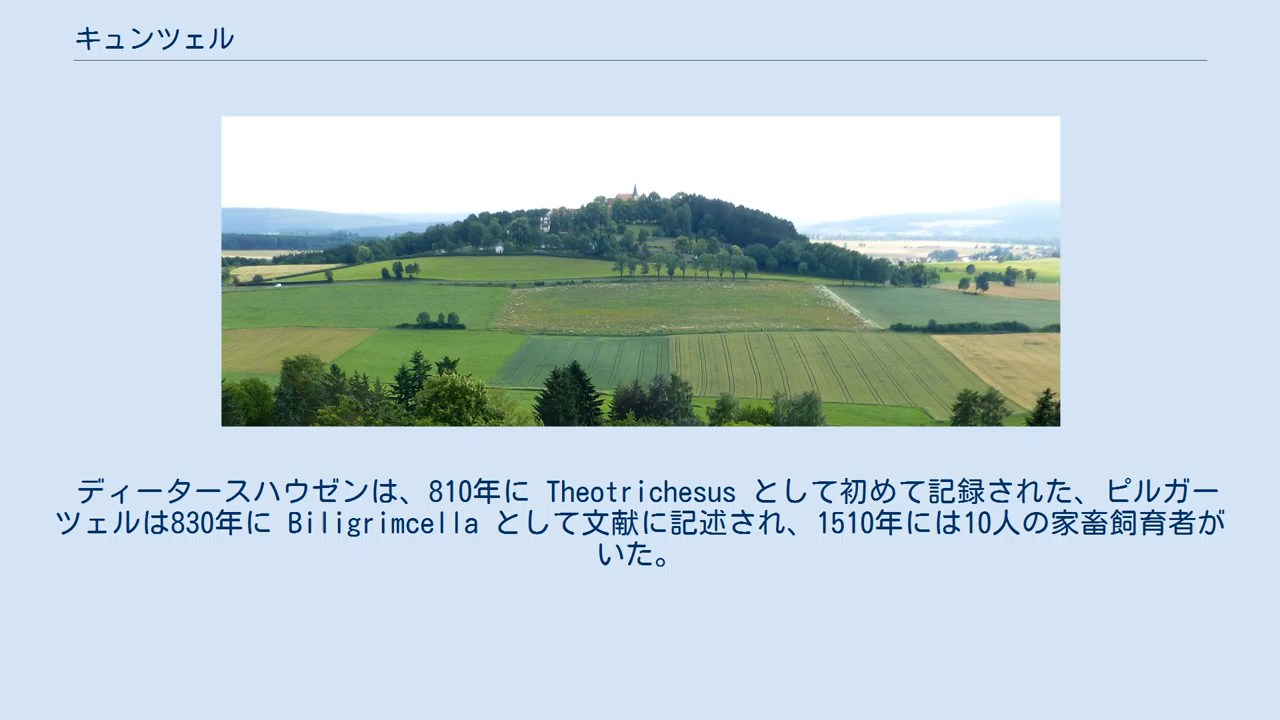 キュンツェル
ディータースハウゼンは、810年に Theotrichesus として初めて記録された、ピルガー
ツェルは830年に Biligrimcella として文献に記述され、1510年には10人の家畜飼育者が
いた。